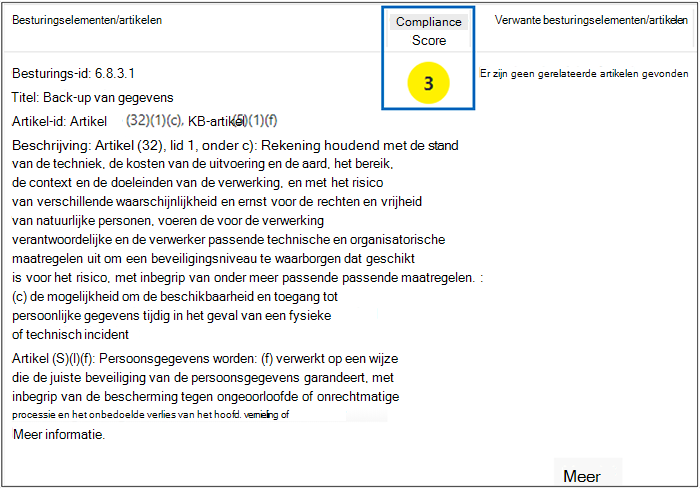 Besturingselementen/artikelen
Compliance
Score
Verwante besturingselementen/artikelen
Besturings-id: 6.8.3.1
3
Er zijn geen gerelateerde artikelen gevonden
Titel: Back-up van gegevens
Artikel-id: Artikel (32)(1)(c), KB-artikel (1)(f)
Beschrijving: Artikel (32), lid 1, onder c): Rekening houdend met de stand
van de techniek, de kosten van de uitvoering en de aard, het bereik,
de context en de doeleinden van de verwerking, en met het risico
van verschillende waarschijnlijkheid en ernst voor de rechten en vrijheid
van natuurlijke personen, voeren de voor de verwerking
verantwoordelijke en de verwerker passende technische en organisatorische
maatregelen uit om een beveiligingsniveau te waarborgen dat geschikt
is voor het risico, met inbegrip van onder meer passende passende maatregelen. :
(c) de mogelijkheid om de beschikbaarheid en toegang tot
persoonlijke gegevens tijdig in het geval van een fysieke
of technisch incident
Artikel (S)(I)(f): Persoonsgegevens worden: (f) verwerkt op een wijze
die de juiste beveiliging van de persoonsgegevens garandeert, met
inbegrip van de bescherming tegen ongeoorloofde of onrechtmatige
processie en het onbedoelde verlies van het hoofd. vernieling of
Meer informatie.
Meer